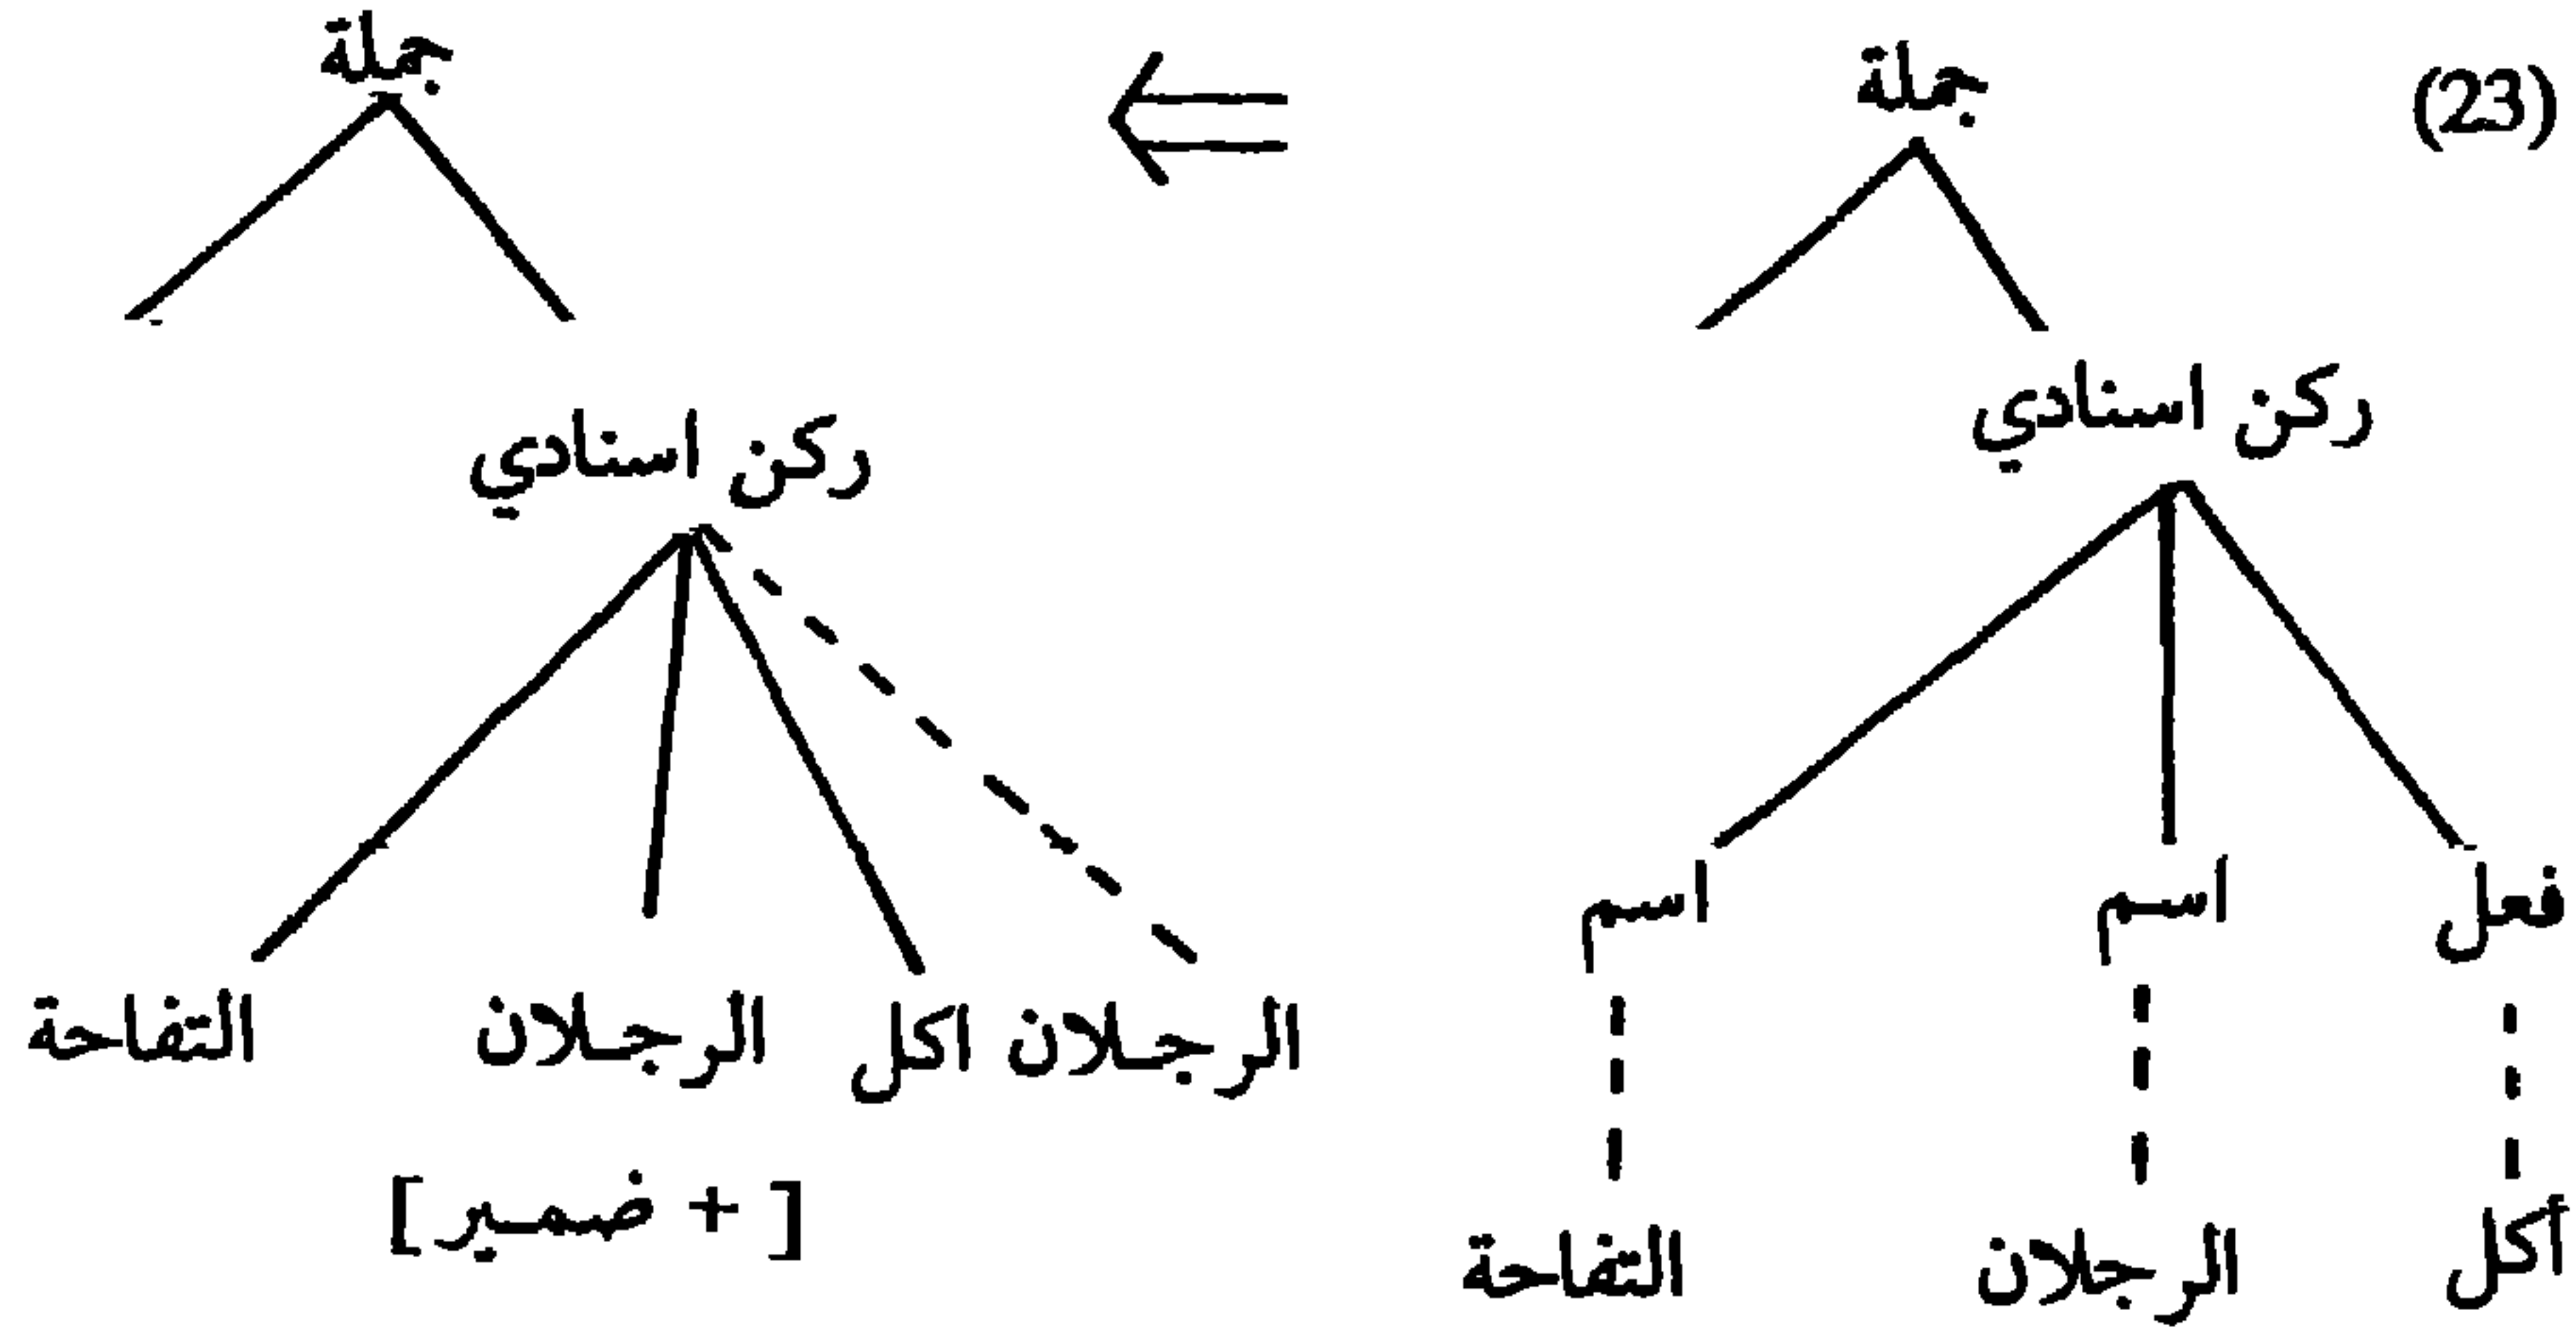 (23) جملة جملة
ركن اسنادي ركن اسنادي
فعل اسم اسم
الرجلان اكل الرجلان التفاحة
[ + ضمير ]
أكل الرجلان التفاحة